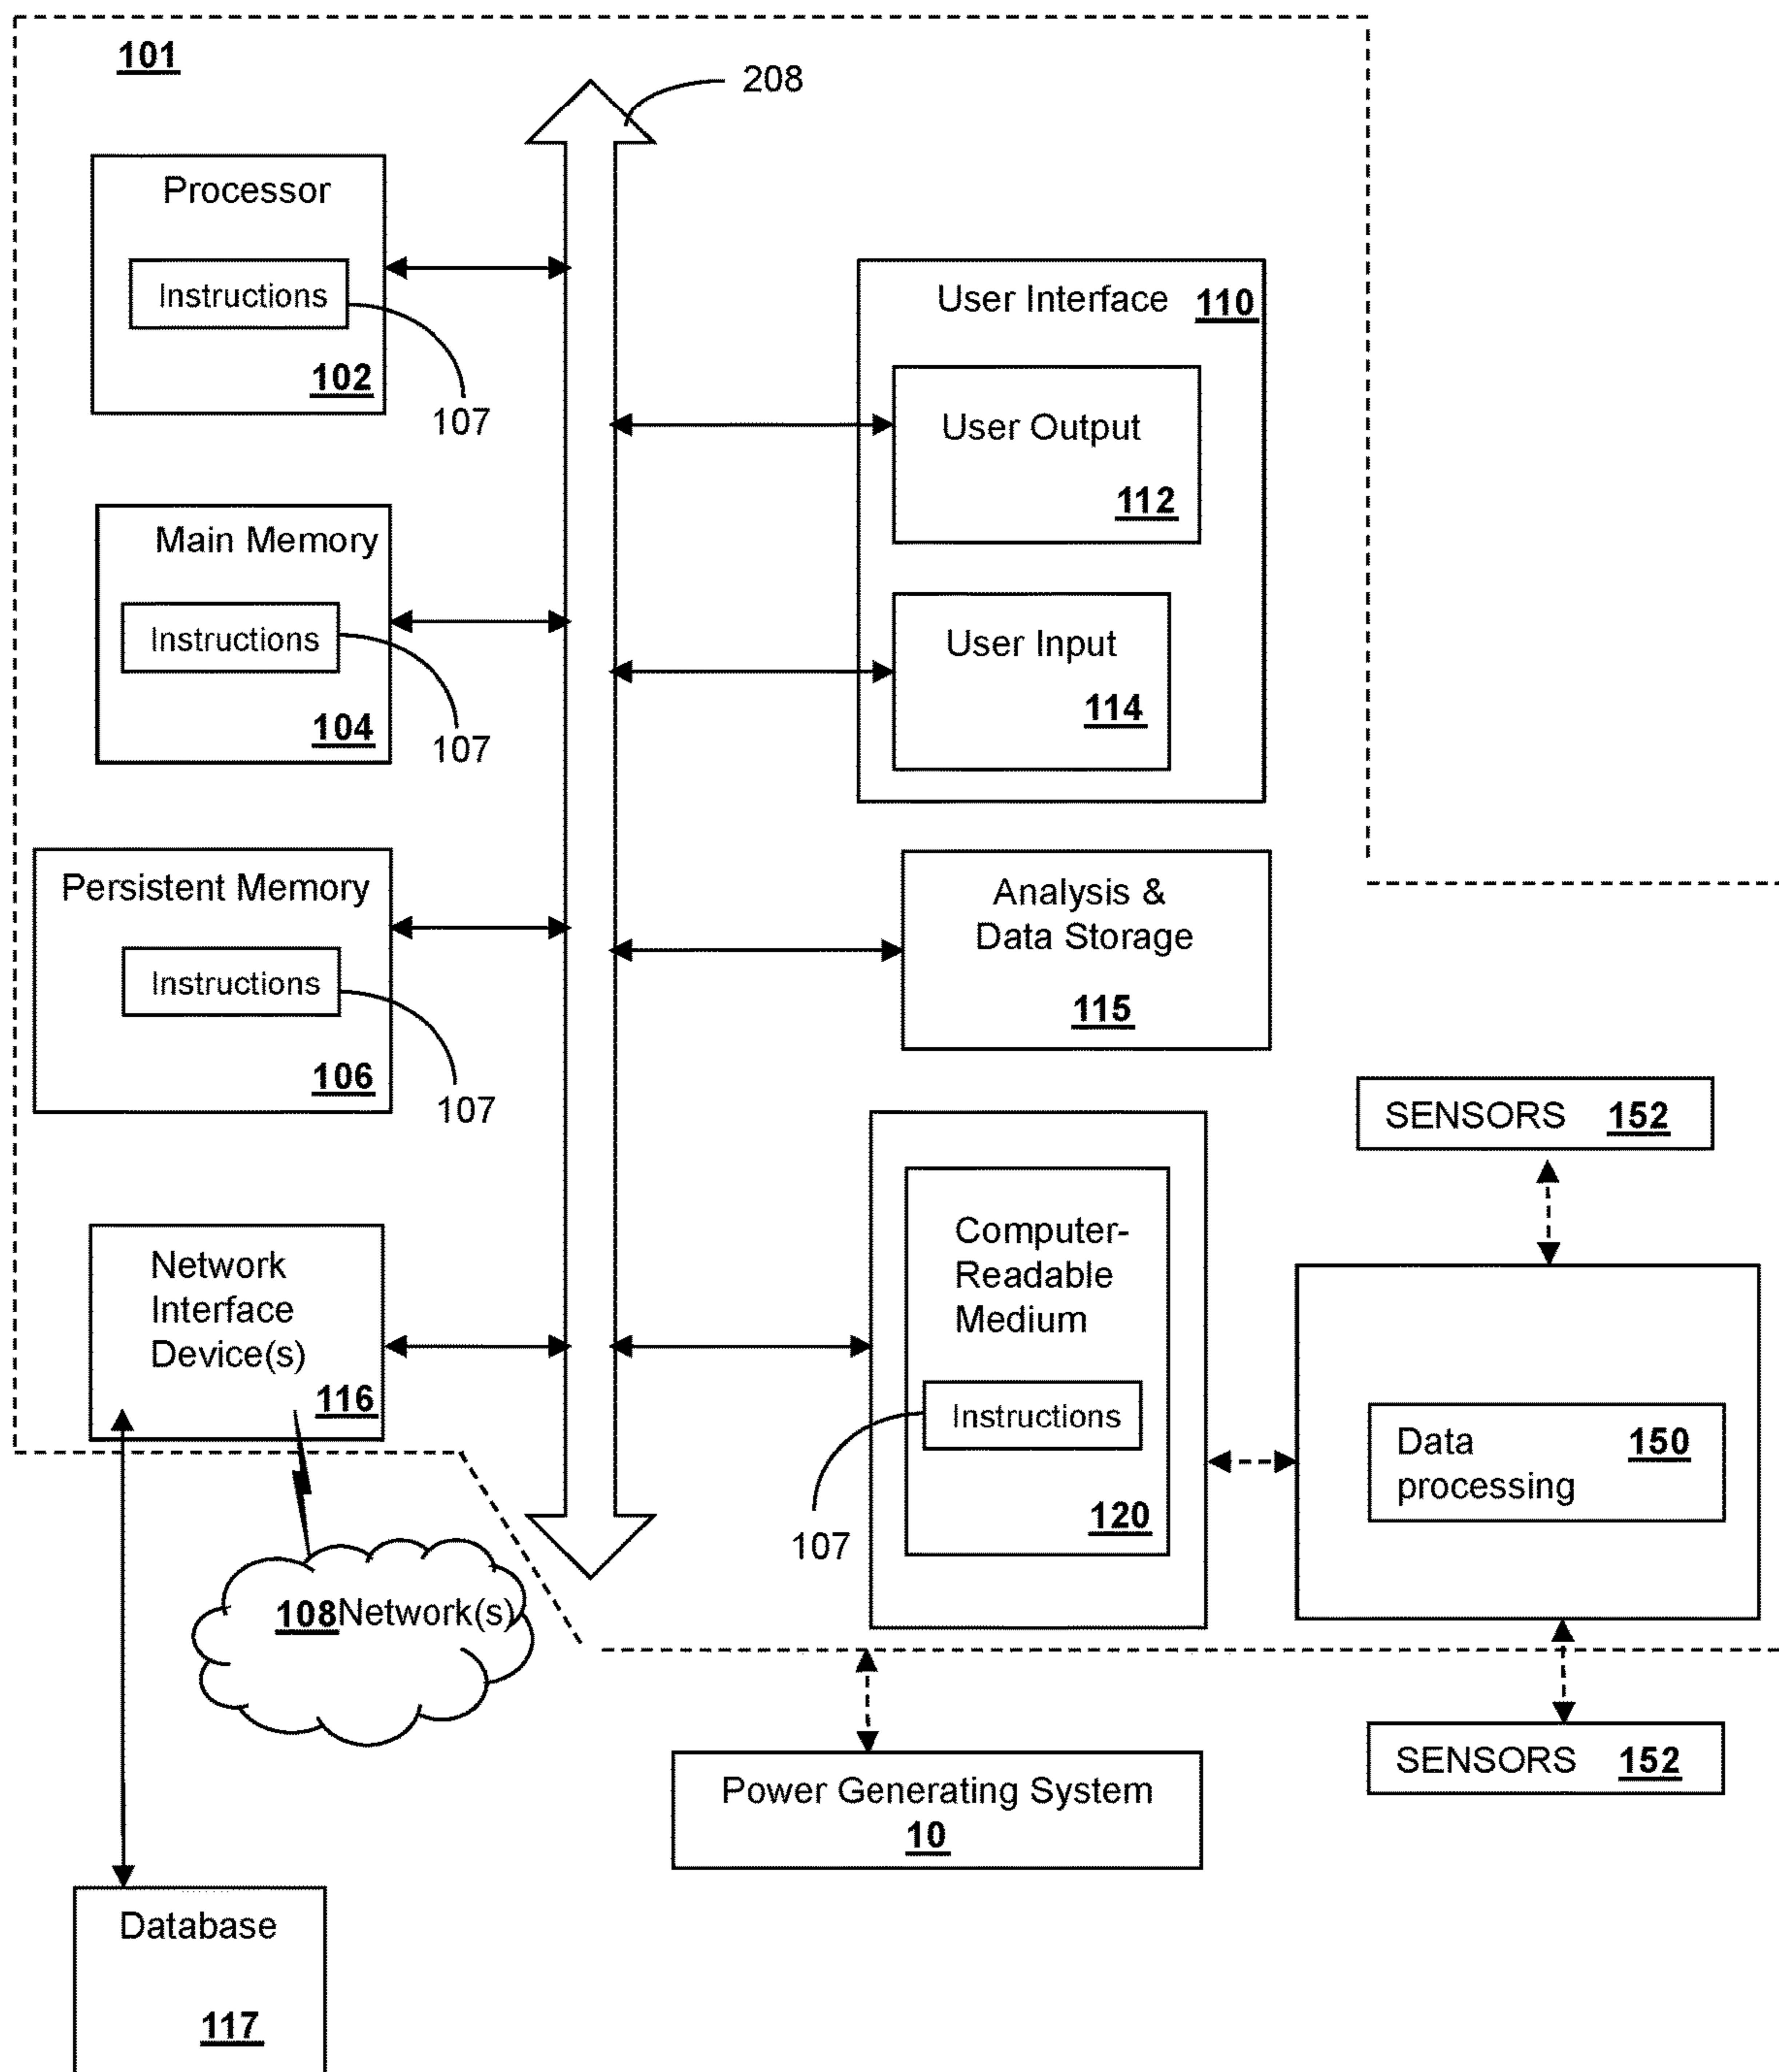 101
208
Processor
Instructions
102
107
Main Memory
Instructions
104
107
Persistent Memory
Instructions
106
107
Network
Interface
Device(s)
116
108 Network(s)
Database
117
User Interface 110
User Output
112
User Input
114
Analysis &
Data Storage
115
Computer-
Readable
Medium
Instructions
107
120
SENSORS 152
Data 150
processing
SENSORS 152
Power Generating System
10